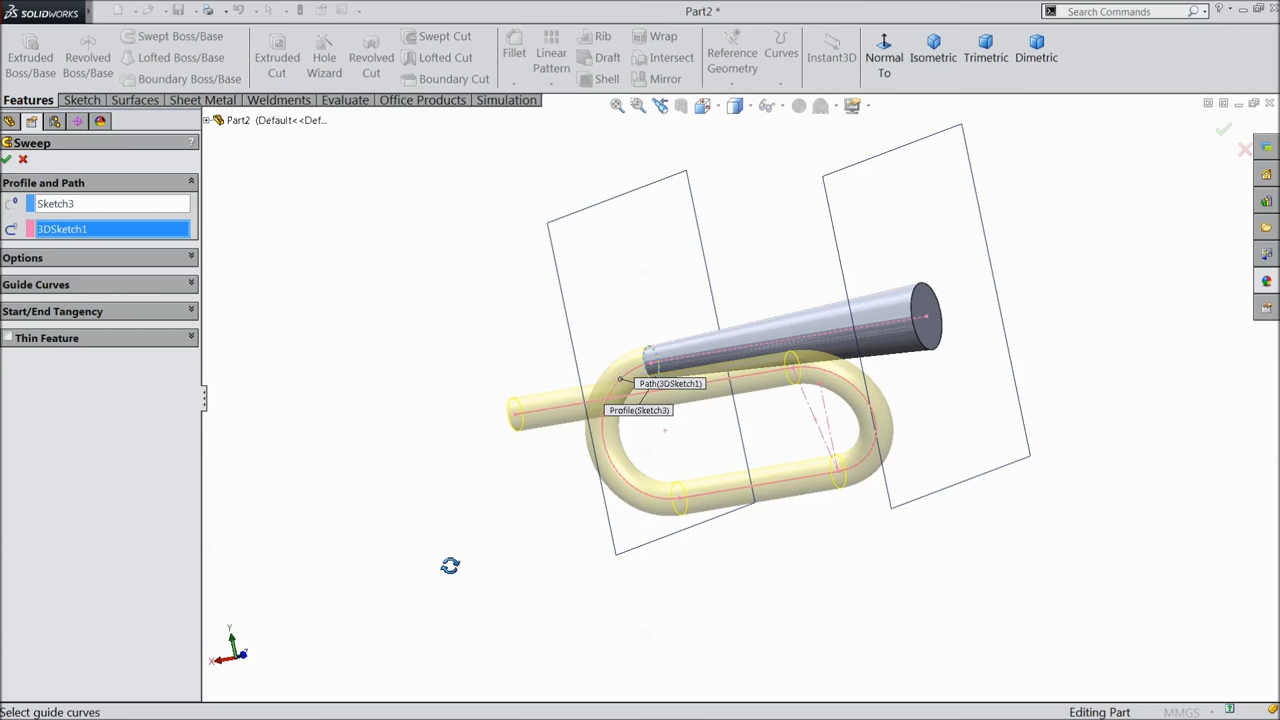 SOLIDWORKS
Part2 *
Search Commands
Extruded Boss/Base
Revolved Boss/Base
Swept Boss/Base
Lofted Boss/Base
Boundary Boss/Base
Extruded Cut
Hole Wizard
Revolved Cut
Swept Cut
Lofted Cut
Boundary Cut
Fillet
Linear Pattern
Rib
Draft
Shell
Wrap
Intersect
Mirror
Reference Geometry
Curves
Instant3D
Normal To
Isometric
Trimetric
Dimetric
Features
Sketch
Surfaces
Sheet Metal
Weldments
Evaluate
Office Products
Simulation
Part2 (Default<<Def...
Sweep
?
Profile and Path
Sketch3
3DSketch1
Options
Guide Curves
Start/End Tangency
Thin Feature
Path(3DSketch1)
Profile(Sketch3)
Y
X
Z
Select guide curves
Editing Part
MMGS